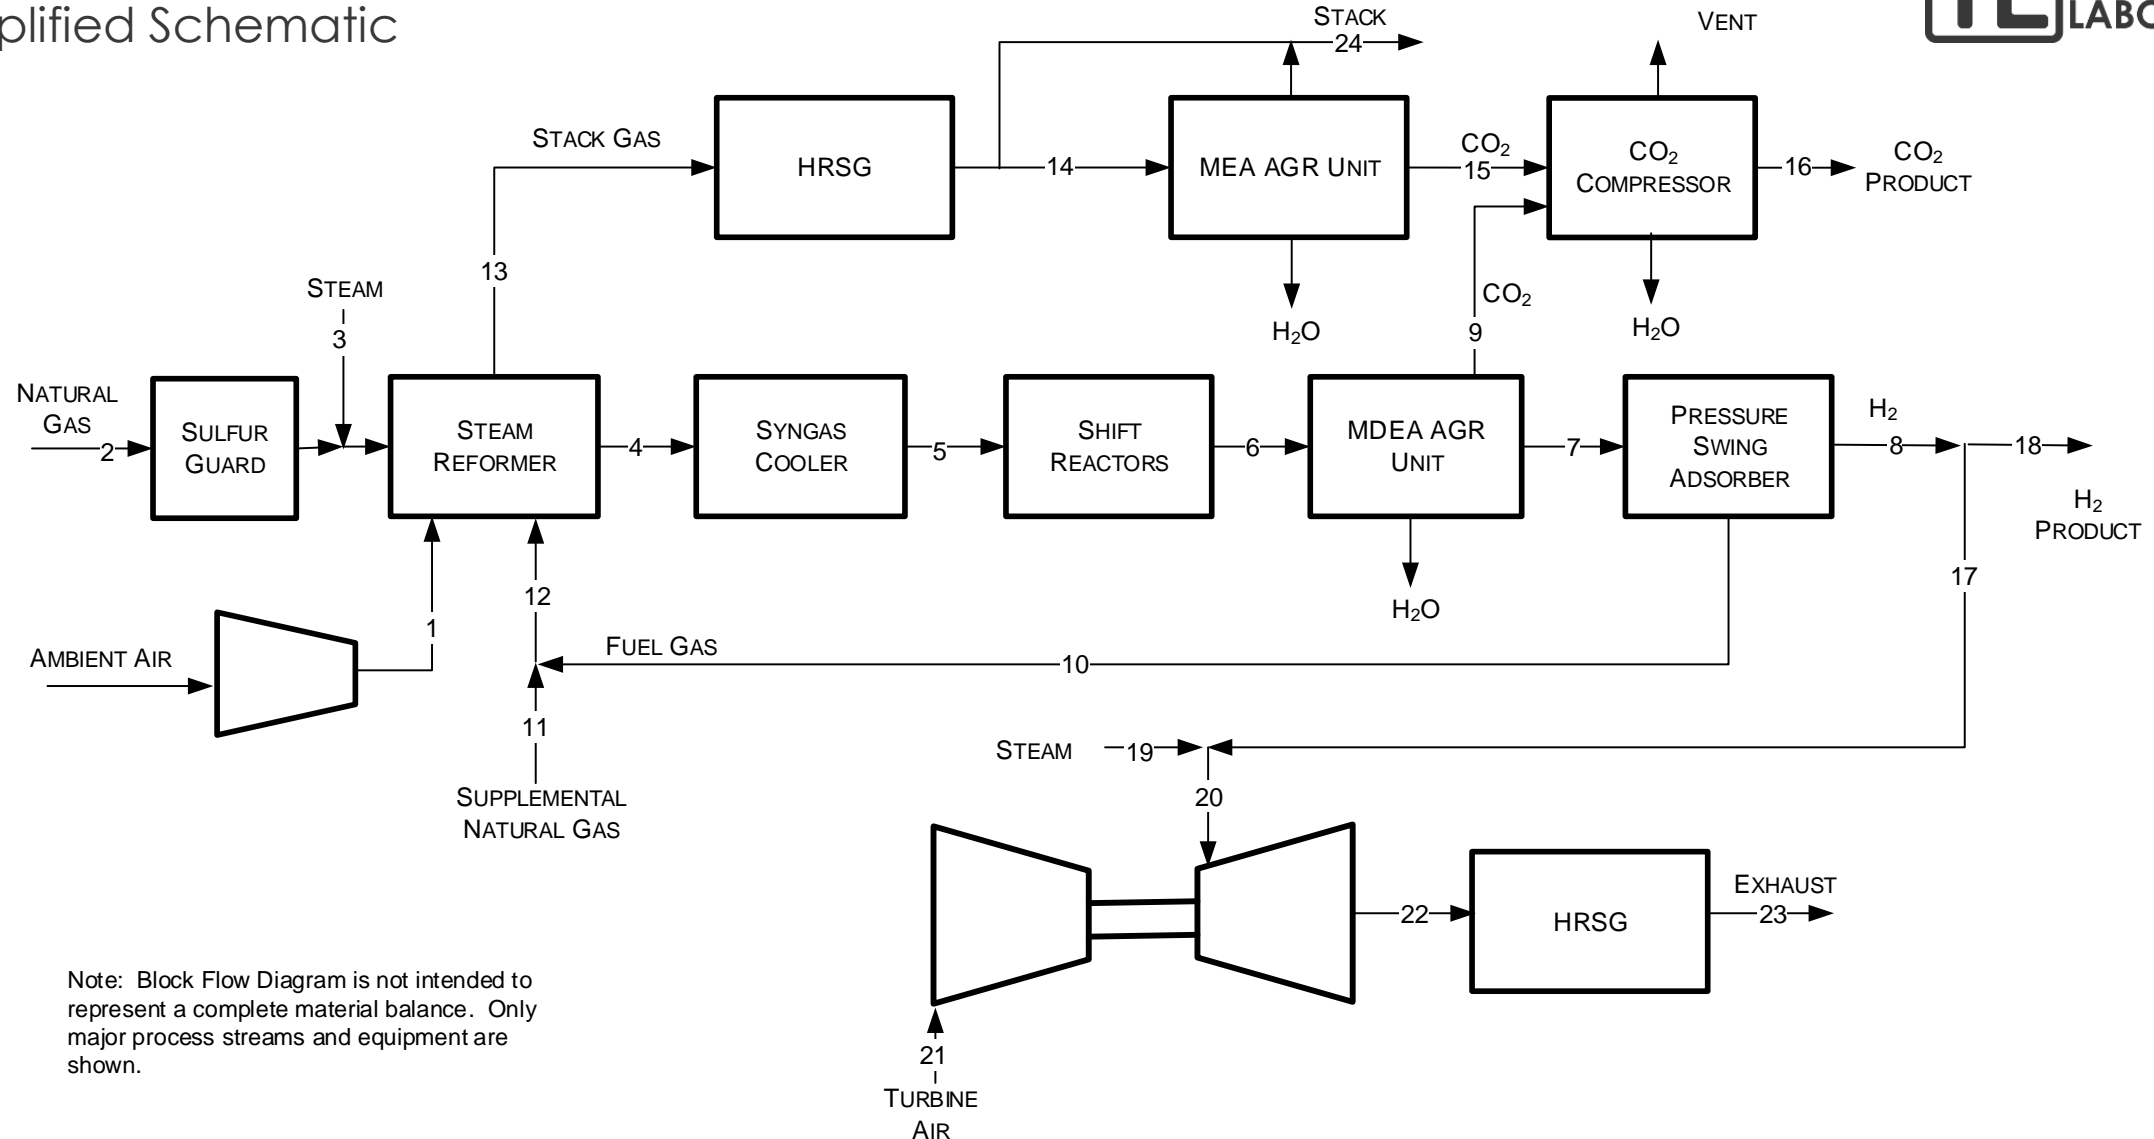 plified Schematic
STACK
24
VENT
LABO
STACK GAS
HRSG
14
MEA AGR UNIT
CO₂
15
CO₂
COMPRESSOR
16
CO₂
PRODUCT
13
STEAM
3
H₂O
CO₂
9
H₂O
NATURAL
GAS
2
SULFUR
GUARD
STEAM
REFORMER
4
SYNGAS
COOLER
5
SHIFT
REACTORS
6
MDEA AGR
UNIT
7
PRESSURE
SWING
ADSORBER
H₂
8
18
H₂
PRODUCT
17
12
H₂O
1
AMBIENT AIR
FUEL GAS
10
11
SUPPLEMENTAL
NATURAL GAS
STEAM
19
20
22
HRSG
EXHAUST
23
21
TURBINE
AIR
Note: Block Flow Diagram is not intended to
represent a complete material balance. Only
major process streams and equipment are
shown.